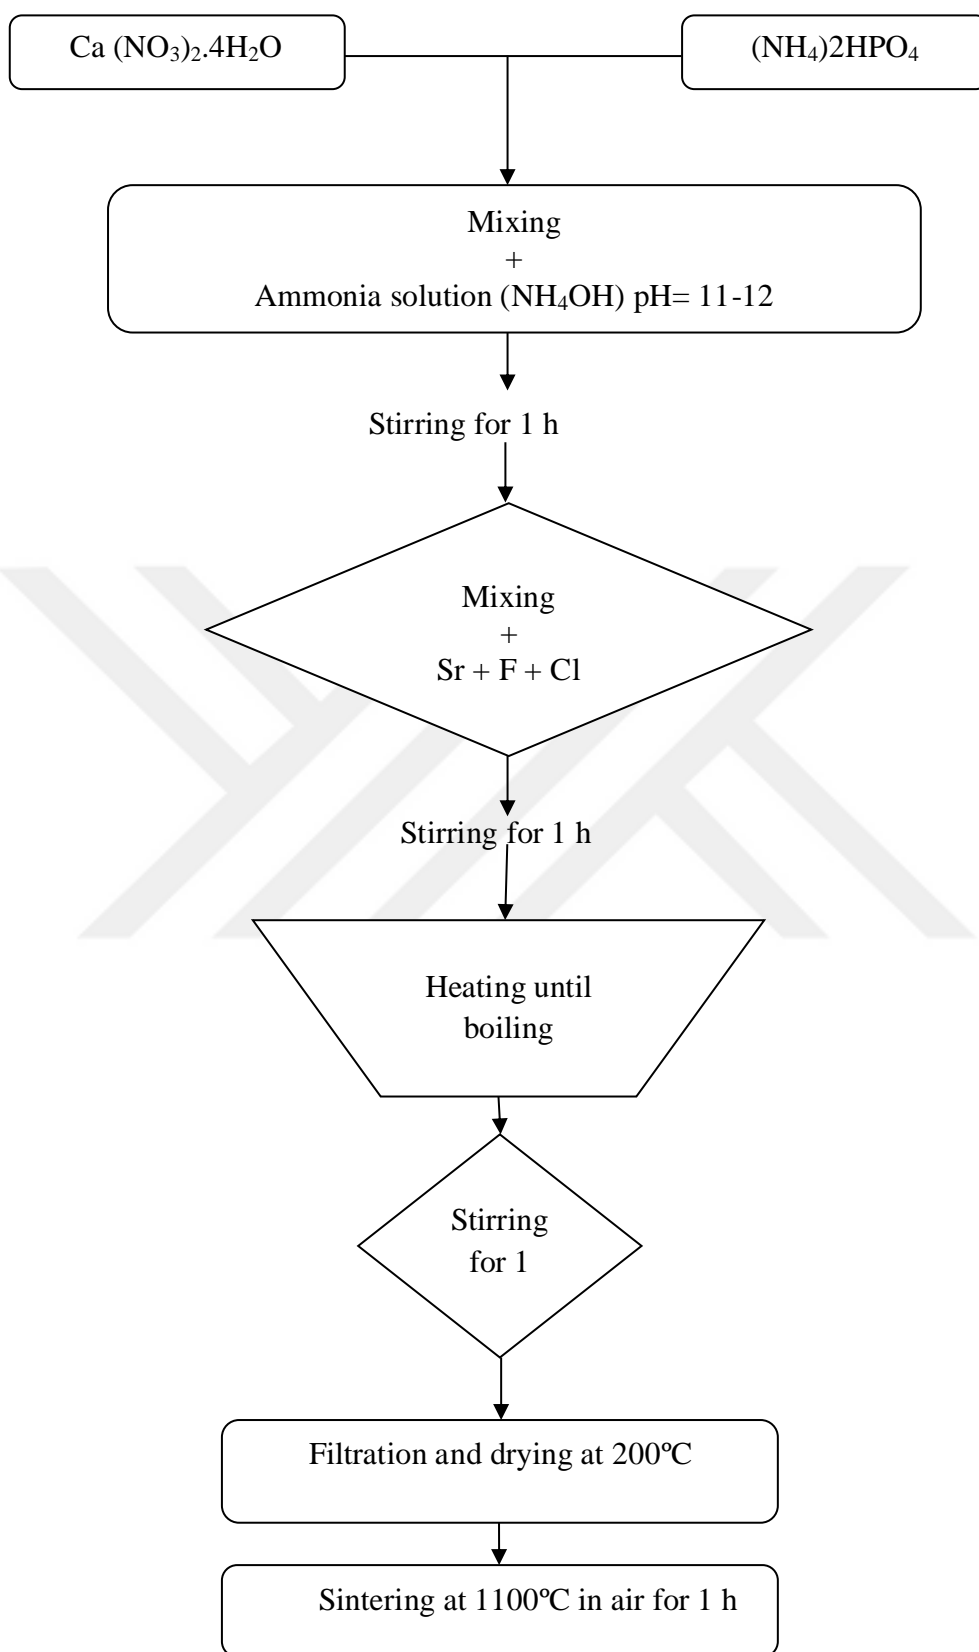 Ca (NO₃)₂.4H₂O
(NH₄)2HPO₄
Mixing
+
Ammonia solution (NH₄OH) pH= 11-12
Stirring for 1 h
Mixing
+
Sr + F + Cl
Stirring for 1 h
Heating until
boiling
Stirring
for 1
Filtration and drying at 200ºC
Sintering at 1100ºC in air for 1 h